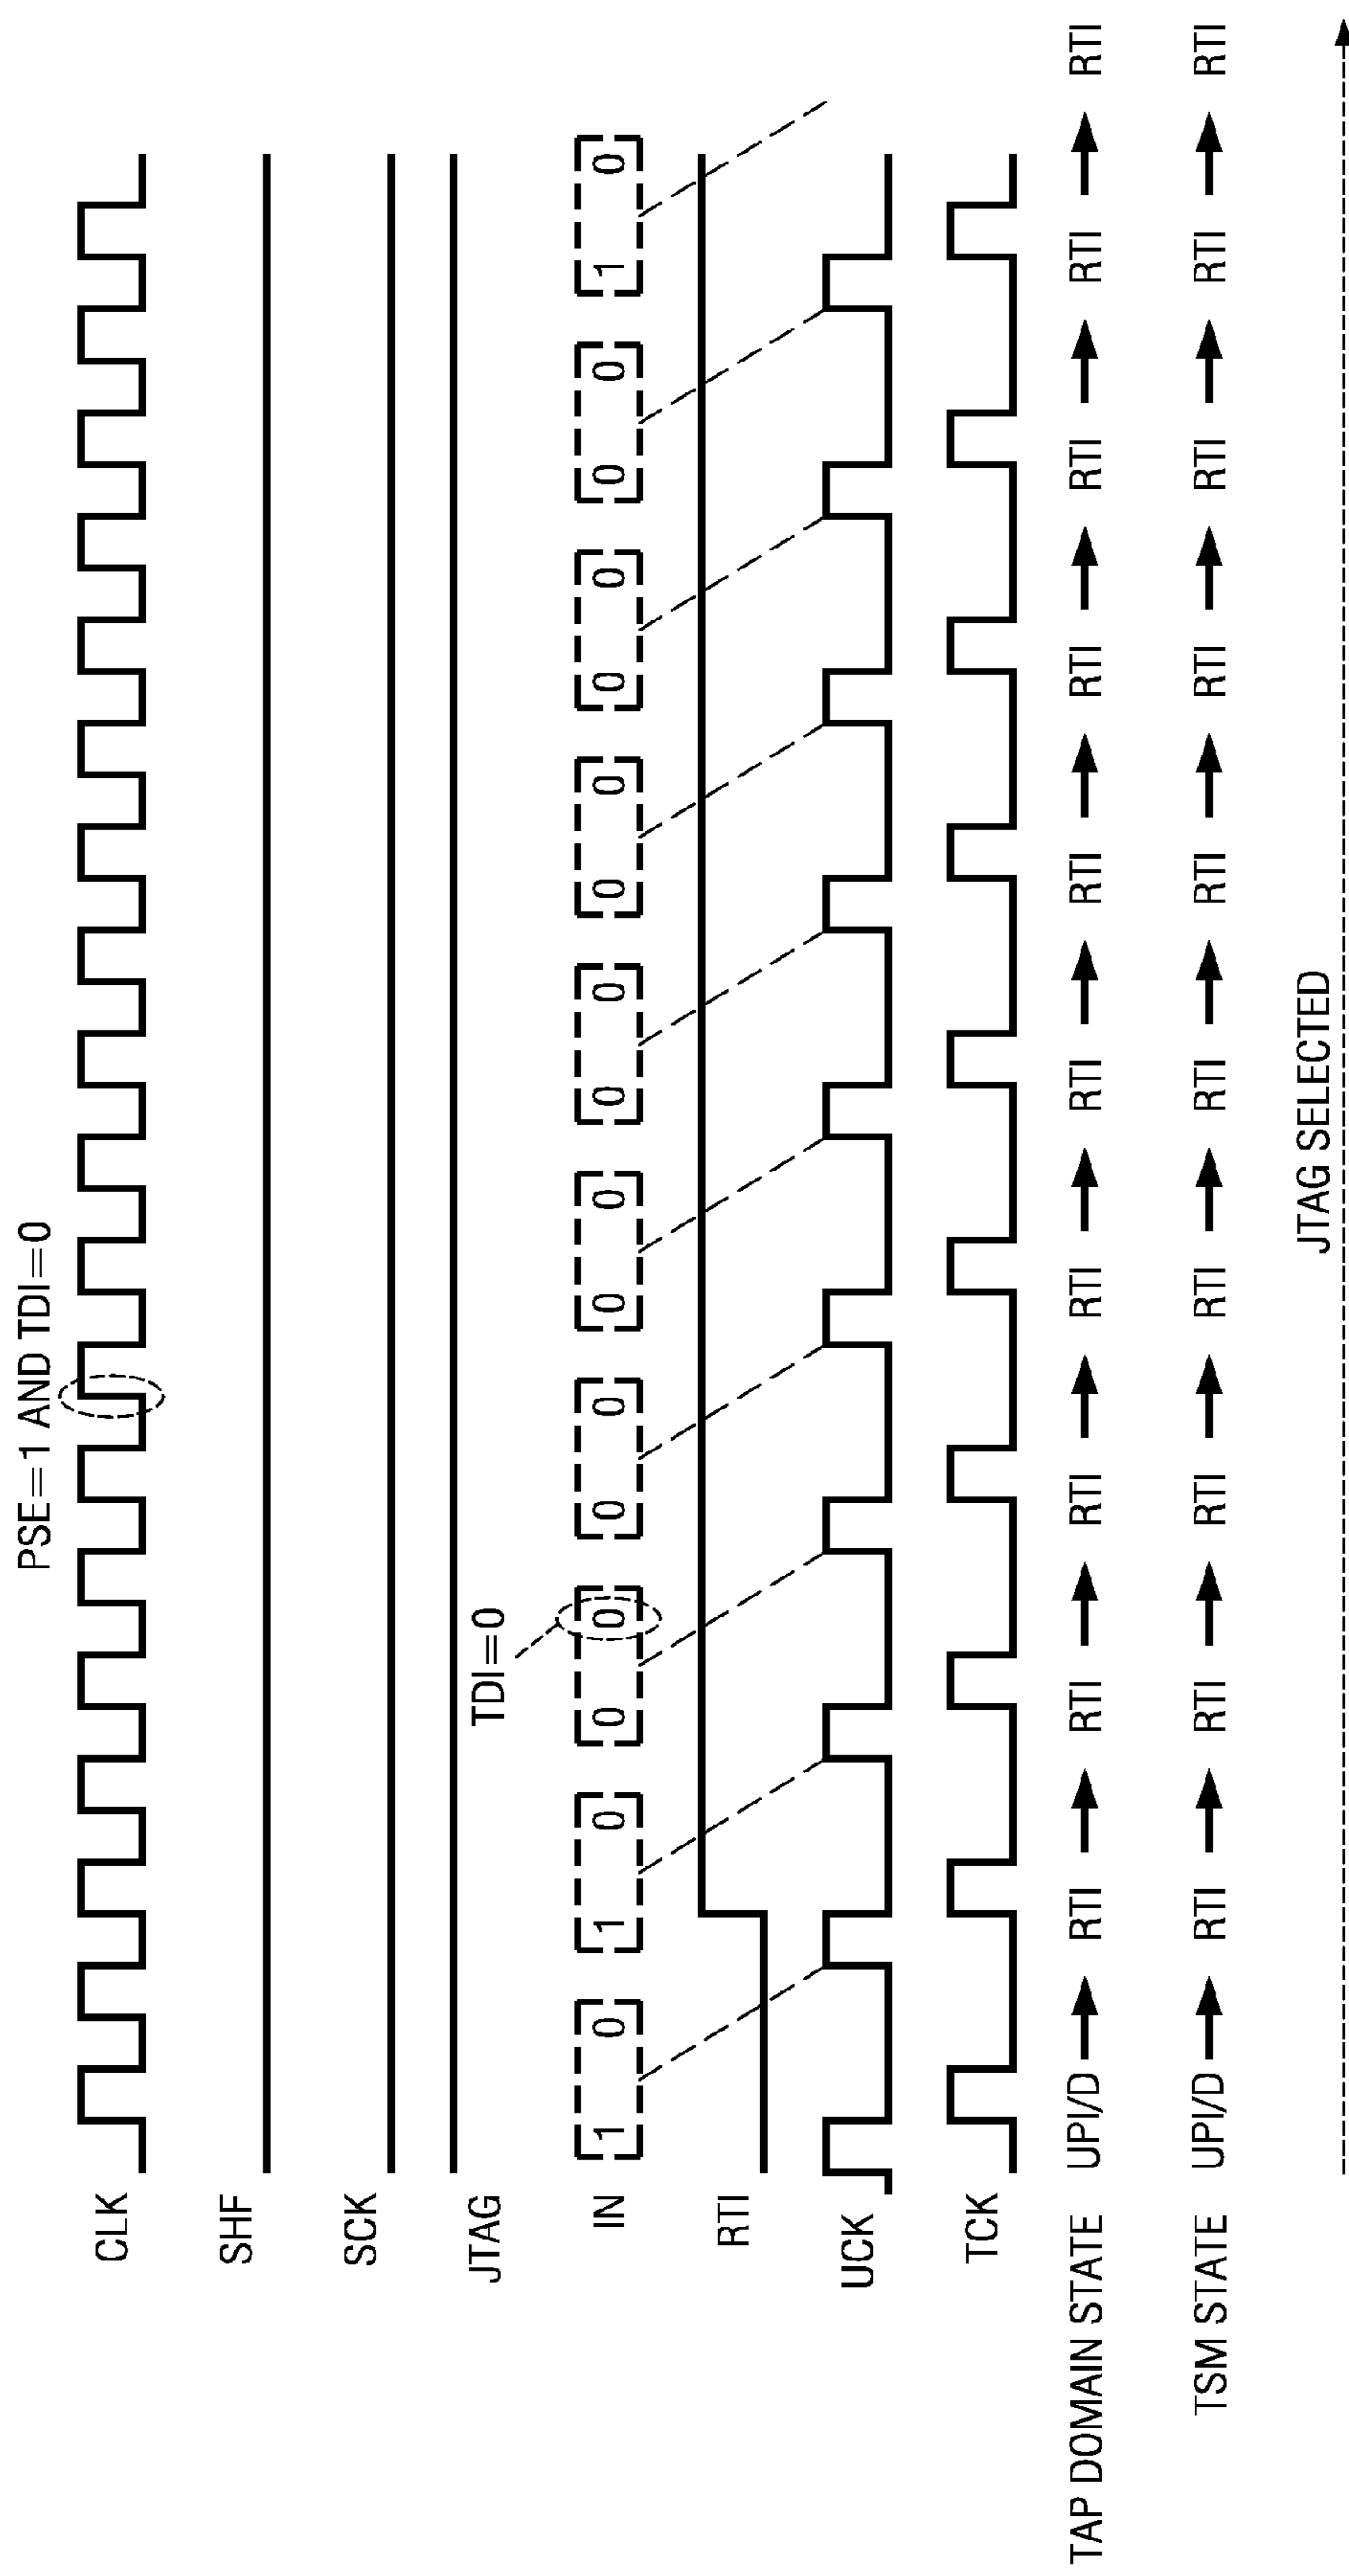 PSE=1 AND TDI=0
CLK
SHF
SCK
JTAG
TDI=0
IN 1 0 1 0 0 0 0 0 0 0 0 0 0 0 0 0 0 0 1 0
RTI
UCK
TCK
TAP DOMAIN STATE UPI/D → RTI → RTI → RTI → RTI → RTI → RTI → RTI → RTI → RTI → RTI
TSM STATE UPI/D → RTI → RTI → RTI → RTI → RTI → RTI → RTI → RTI → RTI → RTI
JTAG SELECTED